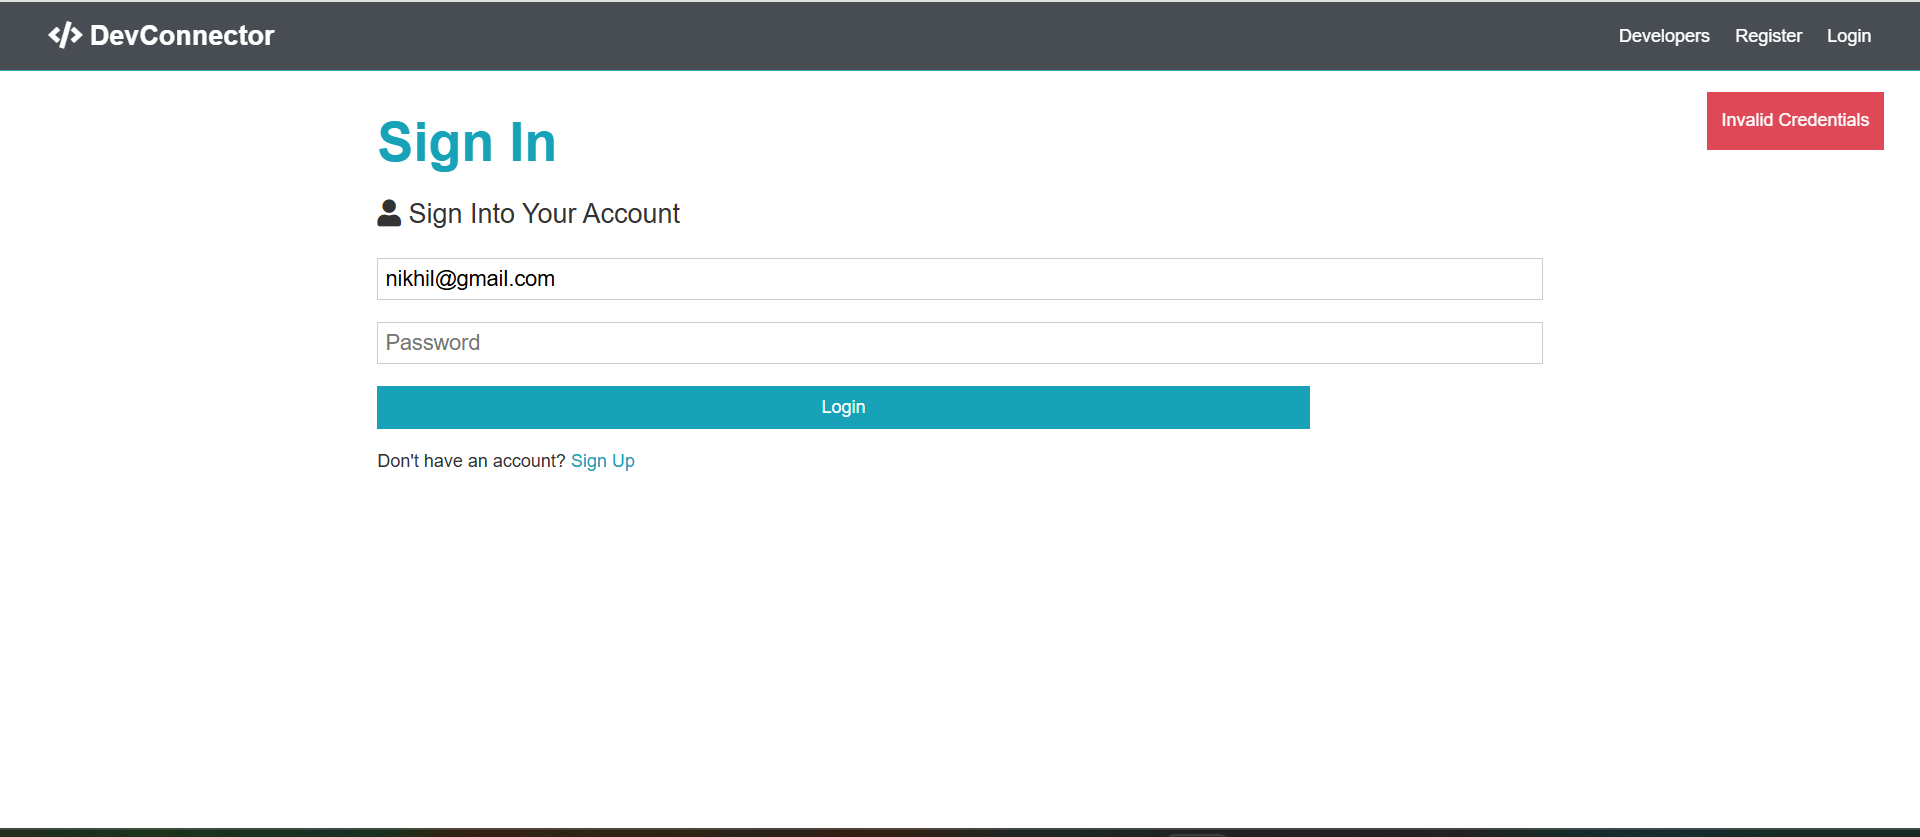 DevConnector
Developers Register Login
Invalid Credentials
Sign In
Sign Into Your Account
nikhil@gmail.com
Password
Login
Don't have an account? Sign Up